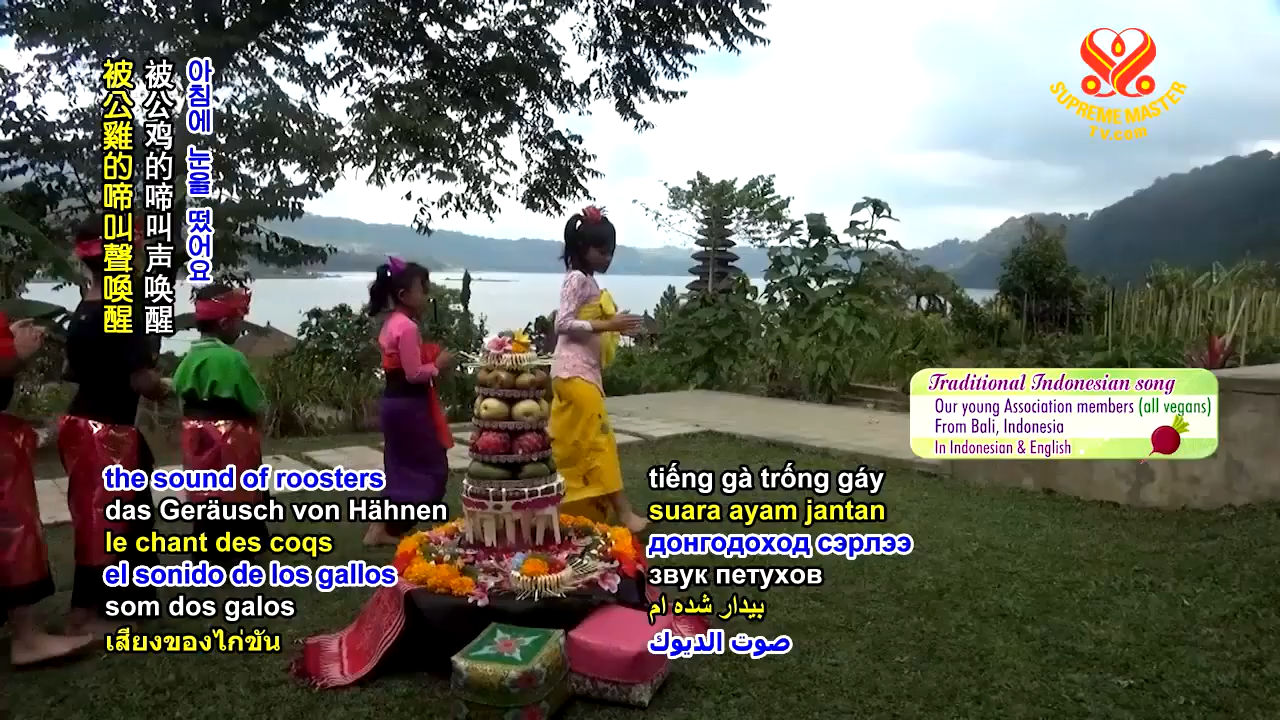 아침에 눈을 떴어요
被公鸡的啼叫声唤醒
被公雞的啼叫聲喚醒
SUPREME MASTER
TV.com
Traditional Indonesian song
Our young Association members (all vegans)
From Bali, Indonesia
In Indonesian & English
the sound of roosters
das Geräusch von Hähnen
le chant des coqs
el sonido de los gallos
som dos galos
เสียงของไก่ขัน
tiếng gà trống gáy
suara ayam jantan
донгодоход сэрлээ
звук петухов
بیدار شده ام
صوت الديوك